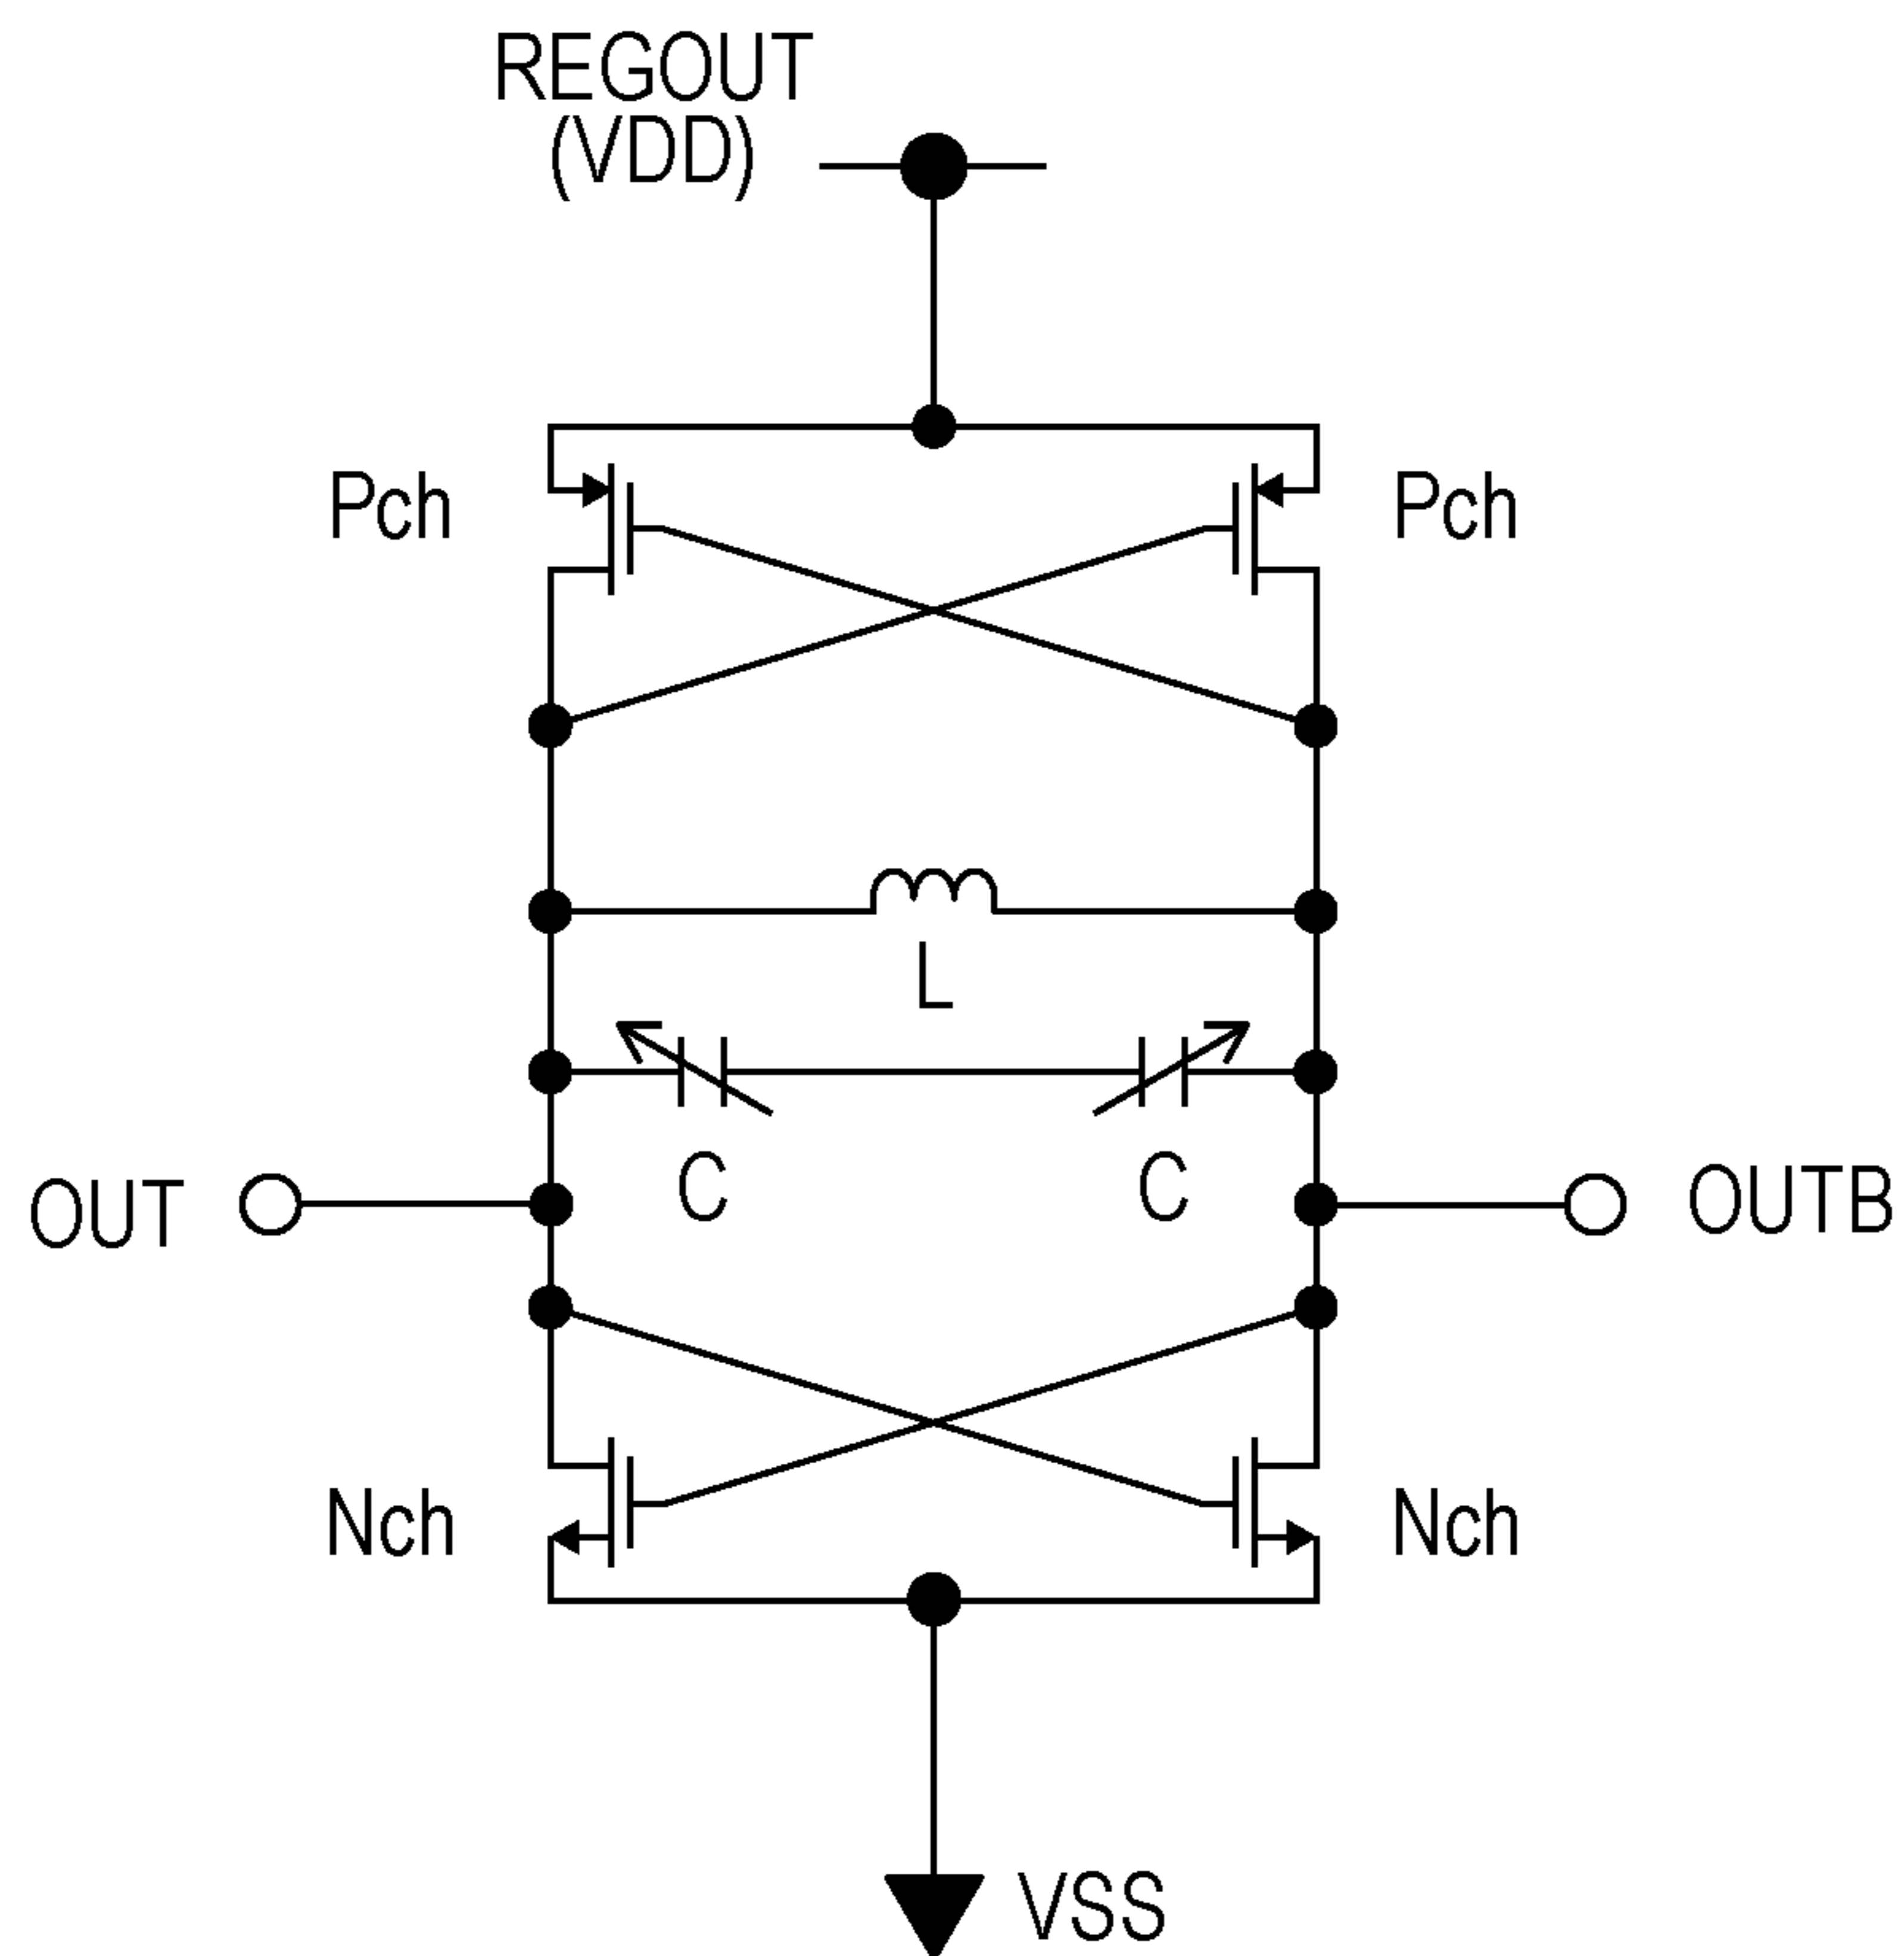 REGOUT
(VDD)
Pch
Pch
L
C
C
OUT
OUTB
Nch
Nch
VSS